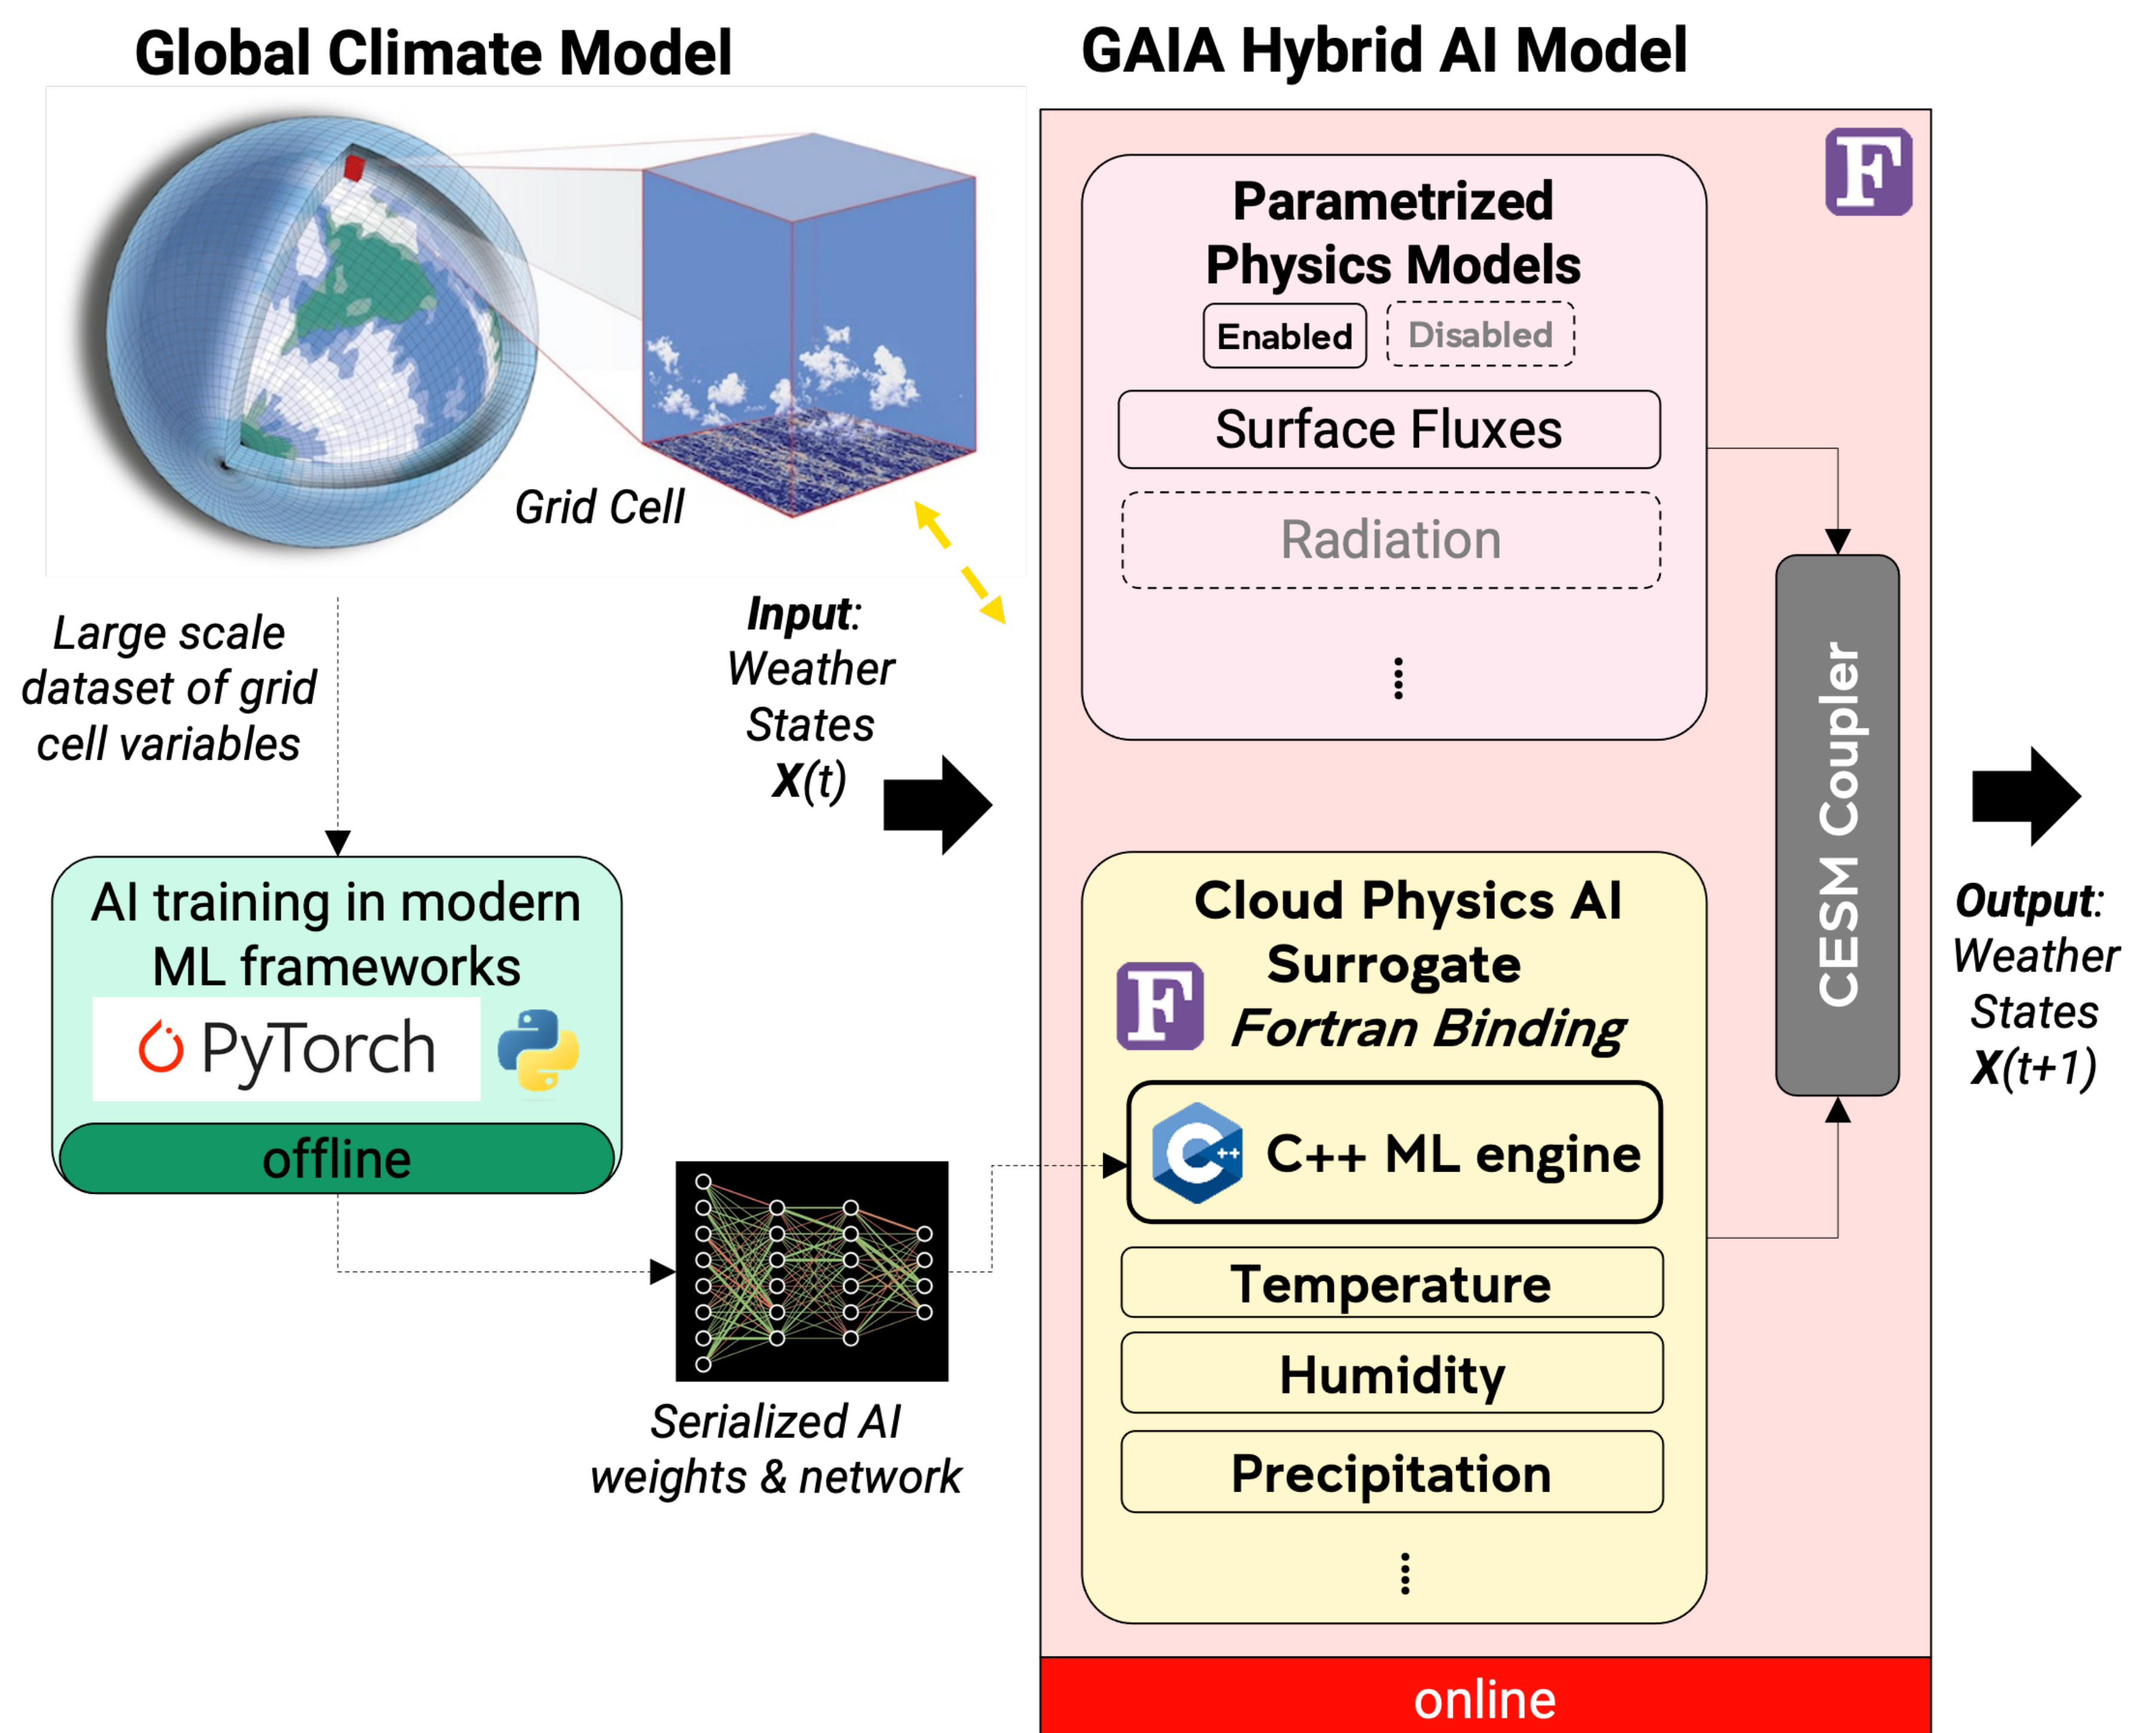 Global Climate Model
Grid Cell
Large scale
dataset of grid
cell variables
AI training in modern
ML frameworks
PyTorch
offline
Serialized AI
weights & network
Input:
Weather
States
X(t)
GAIA Hybrid AI Model
F
Parametrized
Physics Models
Enabled
Disabled
Surface Fluxes
Radiation
Cloud Physics AI
Surrogate
F
Fortran Binding
C++
C++ ML engine
Temperature
Humidity
Precipitation
CESM Coupler
online
Output:
Weather
States
X(t+1)